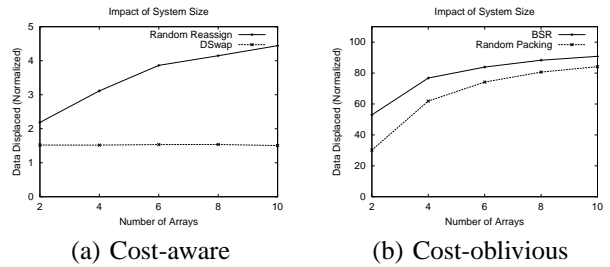 Impact of System Size
5
4
3
2
1
0
2 4 6 8 10
Data Displaced (Normalized)
Number of Arrays
Random Reassign
DSwap
(a) Cost-aware
Impact of System Size
100
80
60
40
20
0
2 4 6 8 10
Data Displaced (Normalized)
Number of Arrays
BSR
Random Packing
(b) Cost-oblivious